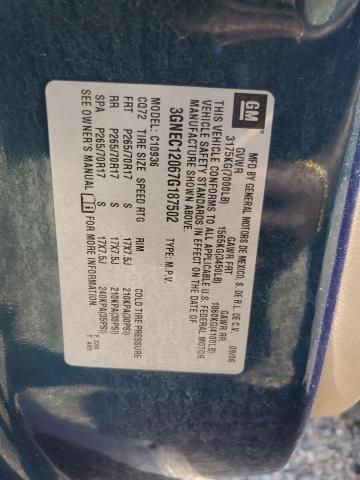 GM
MFD BY GENERAL MOTORS DE MEXICO, S. DE R.L. DE C.V.
GVWR GAWR FRT GAWR RR 09/06
3175KG(7000LB) 1565KG(3450LB) 1860KG(4101LB)
THIS VEHICLE CONFORMS TO ALL APPLICABLE U.S. FEDERAL MOTOR
VEHICLE SAFETY STANDARDS IN EFFECT ON THE DATE OF
MANUFACTURE SHOWN ABOVE.
3GNEC12067G187502 TYPE: M.P.V.
MODEL: C10936
CQ72 TIRE SIZE SPEED RTG RIM COLD TIRE PRESSURE
FRT P265/70R17 S 17X7.5J 210KPA(30PSI)
RR P265/70R17 S 17X7.5J 210KPA(30PSI)
SPA P265/70R17 S 17X7.5J 240KPA(35PSI)
SEE OWNER'S MANUAL FOR MORE INFORMATION.